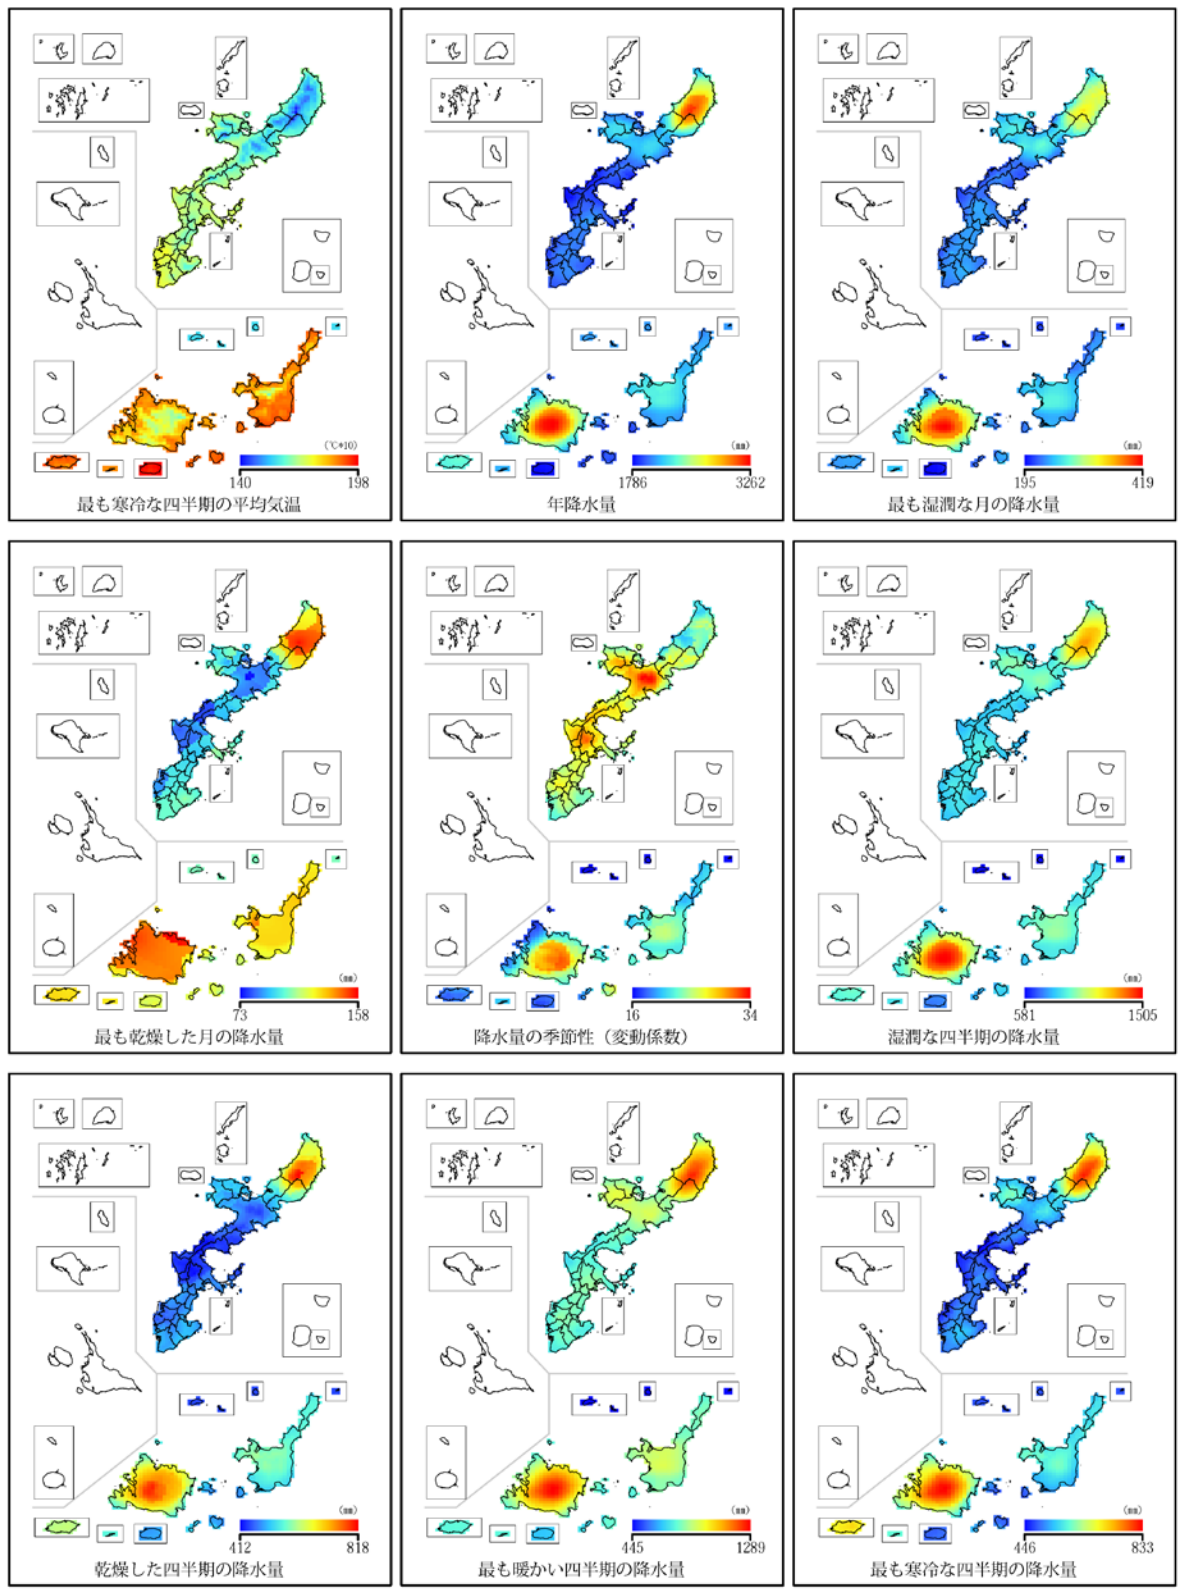 (℃*10)
140 198
最も寒冷な四半期の平均気温
(mm)
1786 3262
年降水量
(mm)
195 419
最も湿潤な月の降水量
(mm)
73 158
最も乾燥した月の降水量
16 34
降水量の季節性（変動係数）
(mm)
581 1505
湿潤な四半期の降水量
(mm)
412 818
乾燥した四半期の降水量
(mm)
445 1289
最も暖かい四半期の降水量
(mm)
446 833
最も寒冷な四半期の降水量